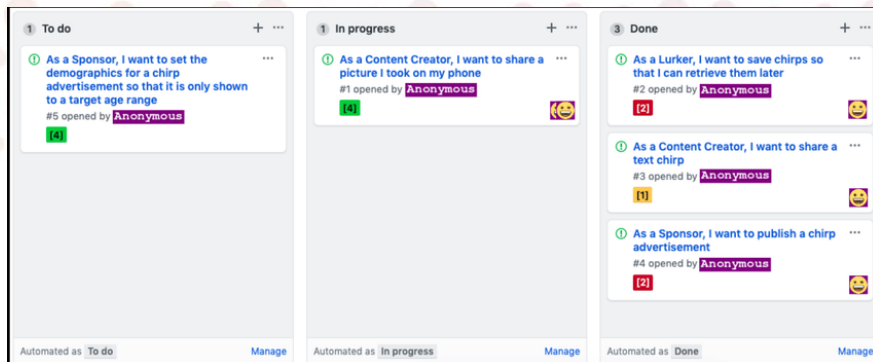 1 To do + ...
As a Sponsor, I want to set the
demographics for a chirp
advertisement so that it is only shown
to a target age range
#5 opened by Anonymous
[4]
Automated as To do Manage
1 In progress + ...
As a Content Creator, I want to share a
picture I took on my phone
#1 opened by Anonymous
[4]
Automated as In progress Manage
3 Done + ...
As a Lurker, I want to save chirps so
that I can retrieve them later
#2 opened by Anonymous
[2]
As a Content Creator, I want to share a
text chirp
#3 opened by Anonymous
[1]
As a Sponsor, I want to publish a chirp
advertisement
#4 opened by Anonymous
[2]
Automated as Done Manage